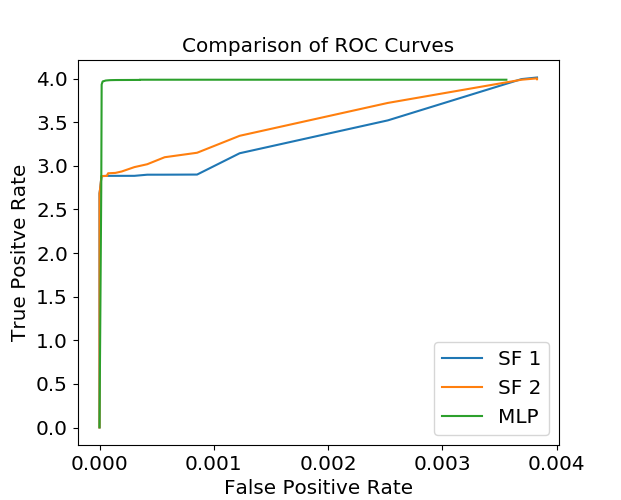 Comparison of ROC Curves
True Positve Rate
4.0
3.5
3.0
2.5
2.0
1.5
1.0
0.5
0.0
SF 1
SF 2
MLP
0.000 0.001 0.002 0.003 0.004
False Positive Rate